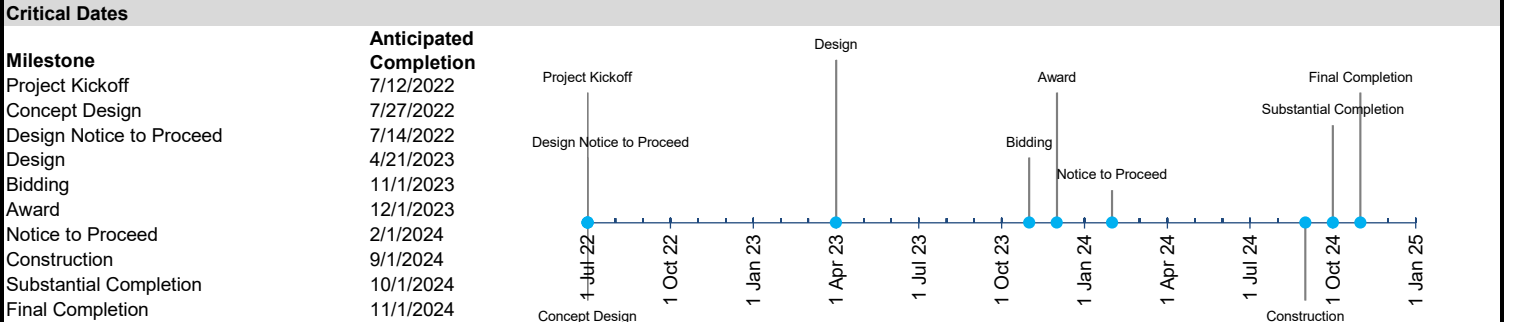 Critical Dates
Milestone Anticipated Completion
Project Kickoff 7/12/2022
Concept Design 7/27/2022
Design Notice to Proceed 7/14/2022
Design 4/21/2023
Bidding 11/1/2023
Award 12/1/2023
Notice to Proceed 2/1/2024
Construction 9/1/2024
Substantial Completion 10/1/2024
Final Completion 11/1/2024
Design
Project Kickoff
Award
Final Completion
Substantial Completion
Design Notice to Proceed
Bidding
Notice to Proceed
1 Jul 22
1 Oct 22
1 Jan 23
1 Apr 23
1 Jul 23
1 Oct 23
1 Jan 24
1 Apr 24
1 Jul 24
1 Oct 24
1 Jan 25
Concept Design
Construction